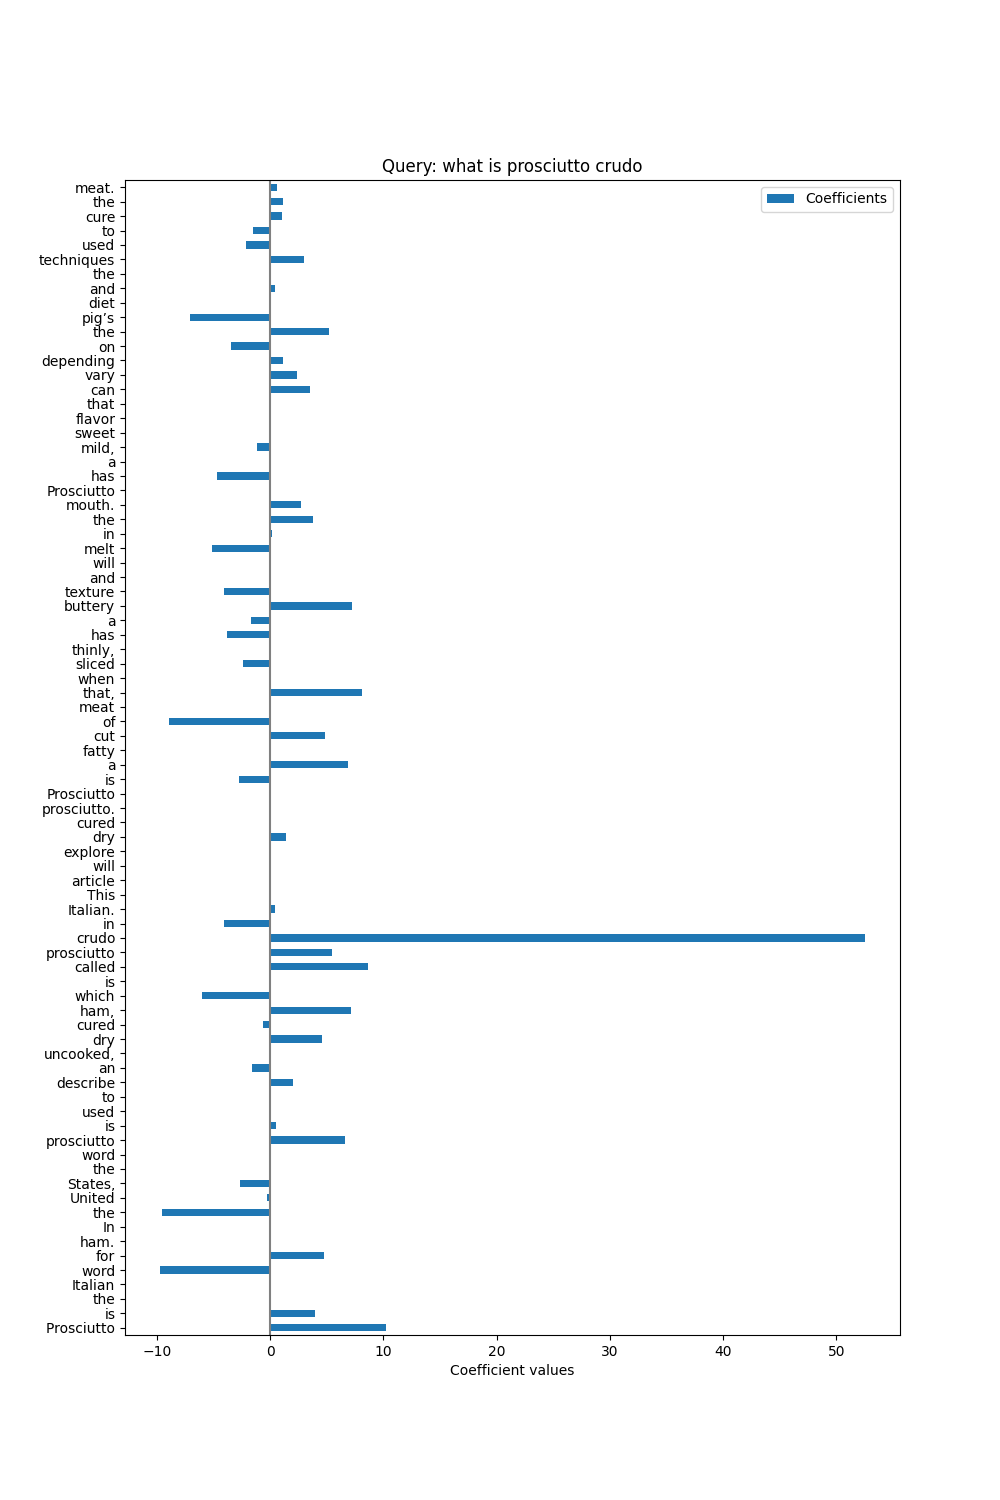 Query: what is prosciutto crudo
Coefficients
meat.
the
cure
to
used
techniques
the
and
diet
pig’s
the
on
depending
vary
can
that
flavor
sweet
mild,
a
has
Prosciutto
mouth.
the
in
melt
will
and
texture
buttery
a
has
thinly,
sliced
when
that,
meat
of
cut
fatty
a
is
Prosciutto
prosciutto.
cured
dry
explore
will
article
This
Italian.
in
crudo
prosciutto
called
is
which
ham,
cured
dry
uncooked,
an
describe
to
used
is
prosciutto
word
the
States,
United
the
In
ham.
for
word
Italian
the
is
Prosciutto
−10 0 10 20 30 40 50
Coefficient values